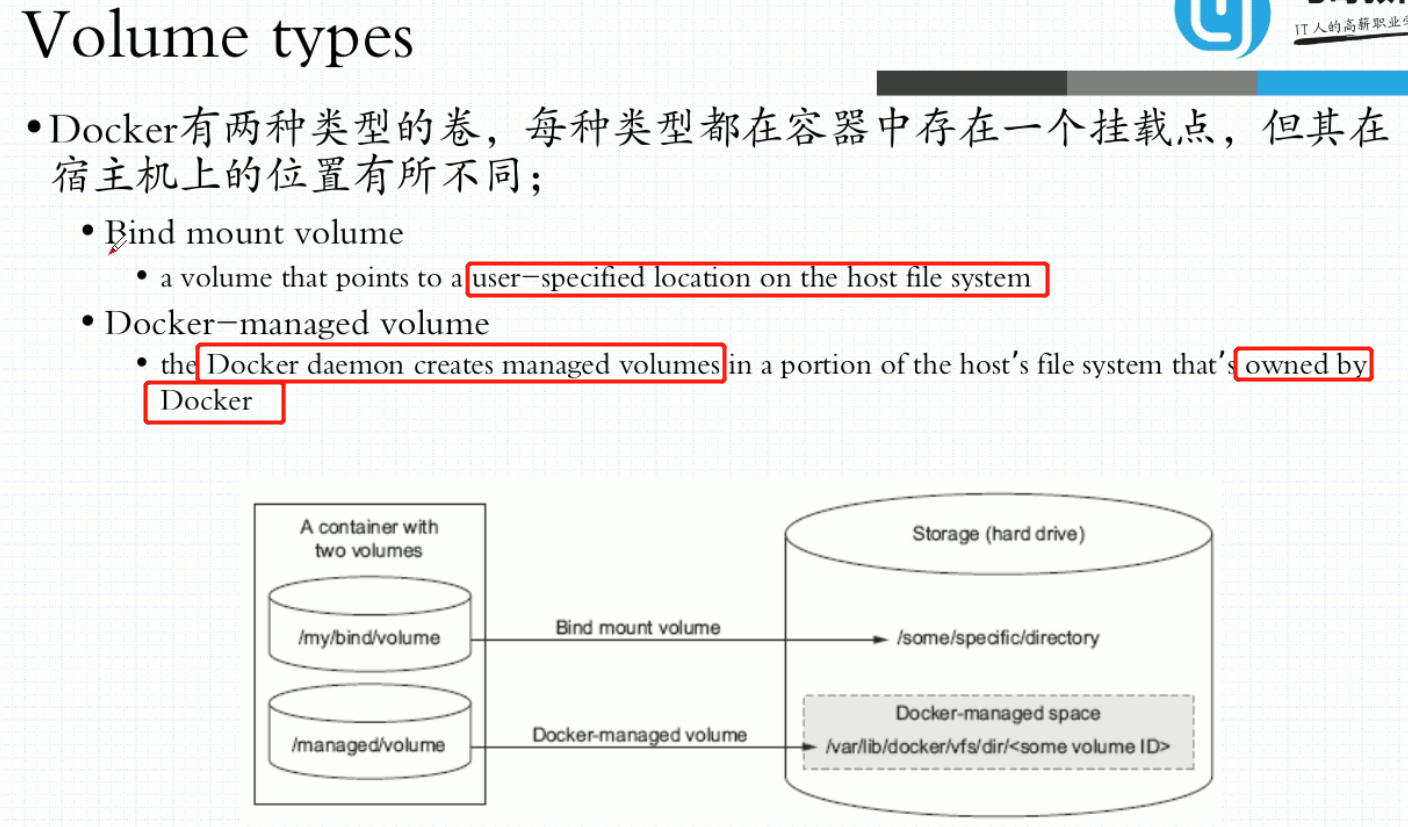 Volume types
IT人的高薪职业学
•Docker有两种类型的卷，每种类型都在容器中存在一个挂载点，但其在
宿主机上的位置有所不同；
• Bind mount volume
• a volume that points to a user-specified location on the host file system
• Docker-managed volume
• the Docker daemon creates managed volumes in a portion of the host's file system that's owned by
Docker
A container with
two volumes
/my/bind/volume
/managed/volume
Bind mount volume
Docker-managed volume
Storage (hard drive)
/some/specific/directory
Docker-managed space
/var/lib/docker/vfs/dir/<some volume ID>